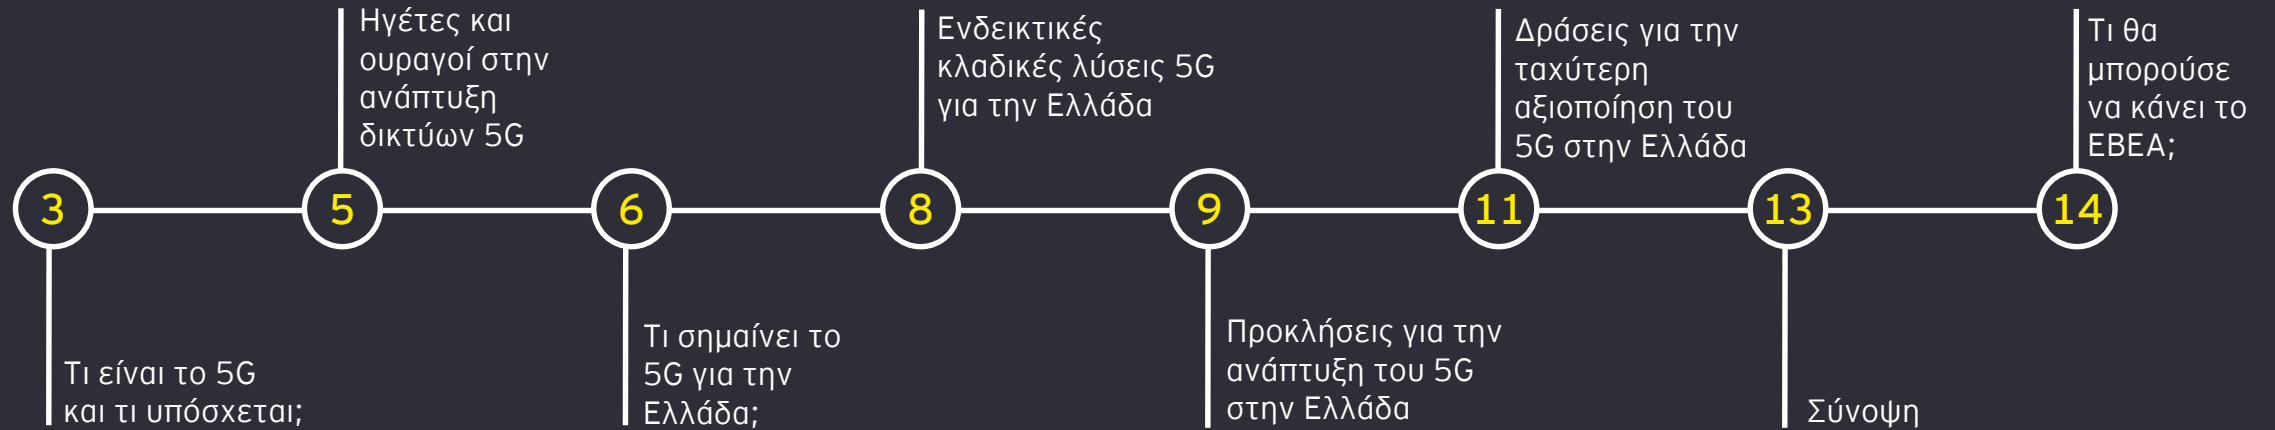 3
Τι είναι το 5G
και τι υπόσχεται;
5
Ηγέτες και
ουραγοί στην
ανάπτυξη
δικτύων 5G
6
Τι σημαίνει το
5G για την
Ελλάδα;
8
Ενδεικτικές
κλαδικές λύσεις 5G
για την Ελλάδα
9
Προκλήσεις για την
ανάπτυξη του 5G
στην Ελλάδα
11
Δράσεις για την
ταχύτερη
αξιοποίηση του
5G στην Ελλάδα
13
Σύνοψη
14
Τι θα
μπορούσε
να κάνει το
ΕΒΕΑ;